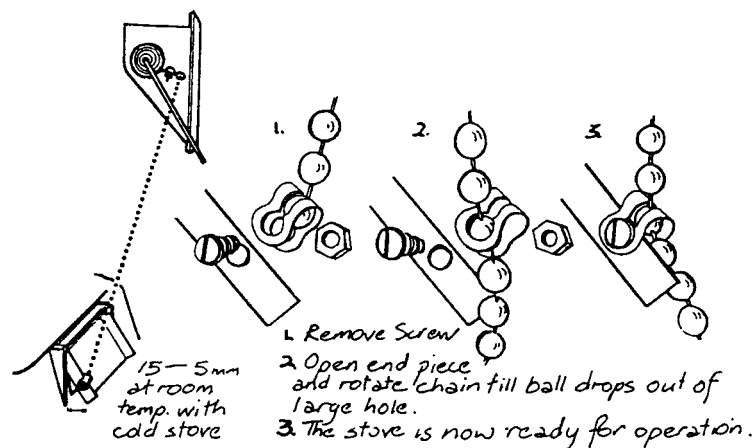 1.
2.
3.
15-5mm
at room
temp. with
cold stove
1. Remove Screw
2 Open end piece
and rotate chain till ball drops out of
large hole.
3. The stove is now ready for operation.